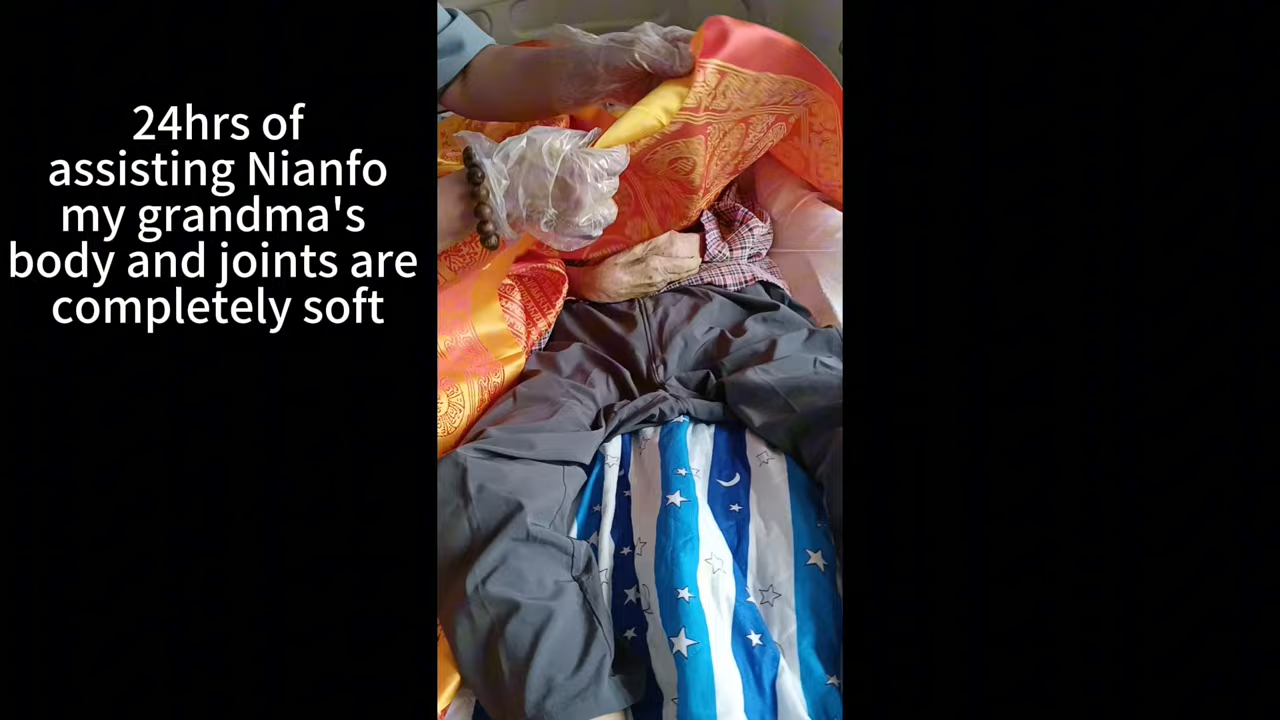 24hrs of
assisting Nianfo
my grandma's
body and joints are
completely soft